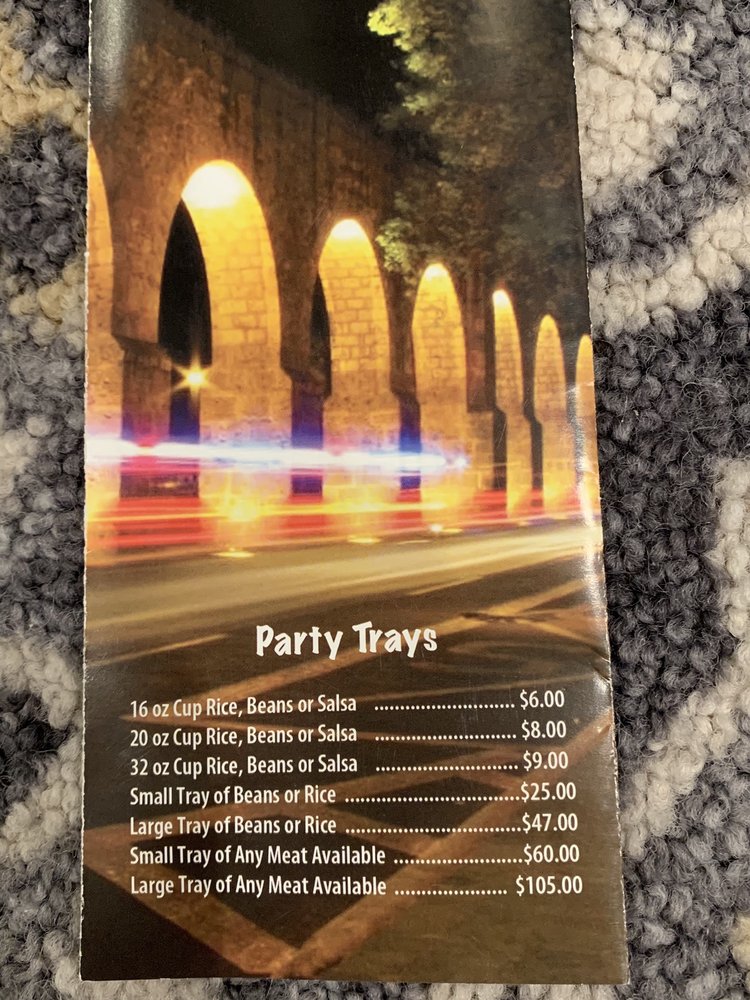 Party Trays
16 oz Cup Rice, Beans or Salsa ............................ $6.00
20 oz Cup Rice, Beans or Salsa ............................ $8.00
32 oz Cup Rice, Beans or Salsa ............................ $9.00
Small Tray of Beans or Rice ...................................$25.00
Large Tray of Beans or Rice ...................................$47.00
Small Tray of Any Meat Available ..........................$60.00
Large Tray of Any Meat Available ....................... $105.00